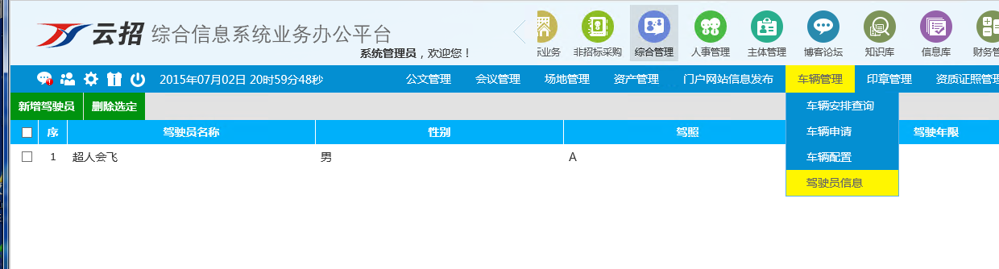 云招 综合信息系统业务办公平台
系统管理员，欢迎您！
标业务 非招标采购 综合管理 人事管理 主体管理 博客论坛 知识库 信息库 财务管
2015年07月02日 20时59分48秒 公文管理 会议管理 场地管理 资产管理 门户网站信息发布 车辆管理 印章管理 资质证照管理
新增驾驶员 删除选定
车辆安排查询
车辆申请
车辆配置
驾驶员信息
序 驾驶员名称 性别 驾照 驾驶年限
1 超人会飞 男 A